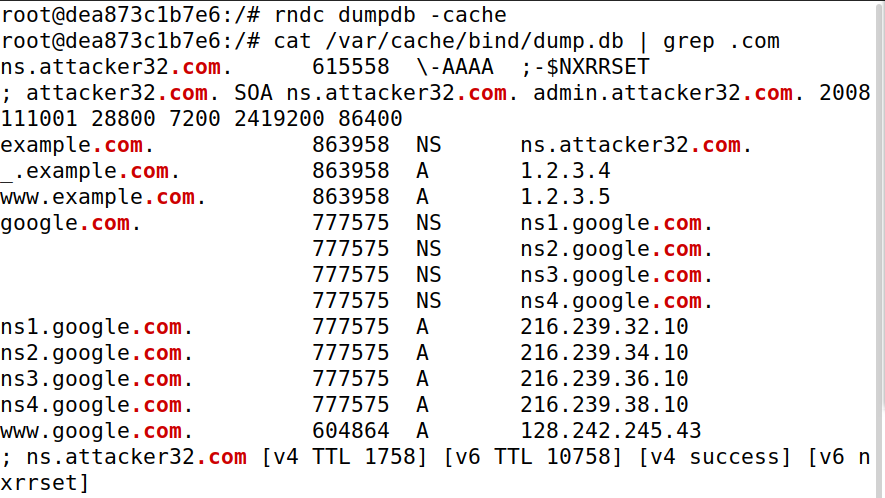 root@dea873c1b7e6:/# rndc dumpdb -cache
root@dea873c1b7e6:/# cat /var/cache/bind/dump.db | grep .com
ns.attacker32.com.      615558  \-AAAA  ;-$NXRRSET
; attacker32.com. SOA ns.attacker32.com. admin.attacker32.com. 2008
111001 28800 7200 2419200 86400
example.com.            863958  NS      ns.attacker32.com.
_.example.com.          863958  A       1.2.3.4
www.example.com.        863958  A       1.2.3.5
google.com.             777575  NS      ns1.google.com.
                        777575  NS      ns2.google.com.
                        777575  NS      ns3.google.com.
                        777575  NS      ns4.google.com.
ns1.google.com.         777575  A       216.239.32.10
ns2.google.com.         777575  A       216.239.34.10
ns3.google.com.         777575  A       216.239.36.10
ns4.google.com.         777575  A       216.239.38.10
www.google.com.         604864  A       128.242.245.43
; ns.attacker32.com [v4 TTL 1758] [v6 TTL 10758] [v4 success] [v6 n
xrrset]